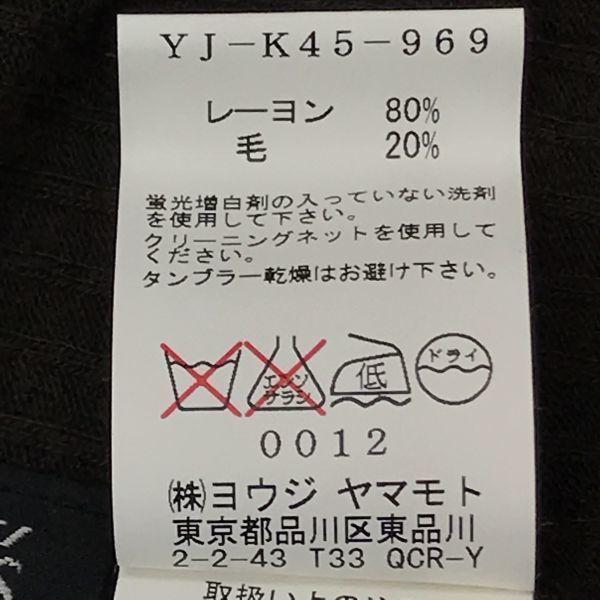 YJ-K45-969
レーヨン 80%
毛 20%
蛍光増白剤の入っていない洗剤
を使用して下さい。
クリーニングネットを使用して
ください。
タンブラー乾燥はお避け下さい。
エンソ サラシ 低 ドライ
0012
㈱ヨウジ ヤマモト
東京都品川区東品川
2-2-43 T33 QCR-Y